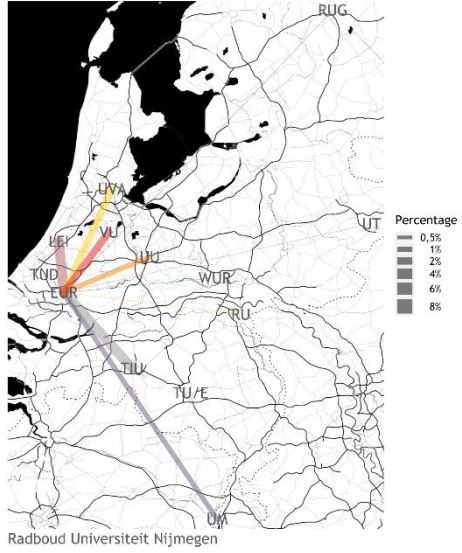 RUG
UVA
UT
VU
LEI
UU
TUD
WUR
EUR
RU
TIU
TU/E
UM
Percentage
0,5%
1%
2%
4%
6%
8%
Radboud Universiteit Nijmegen